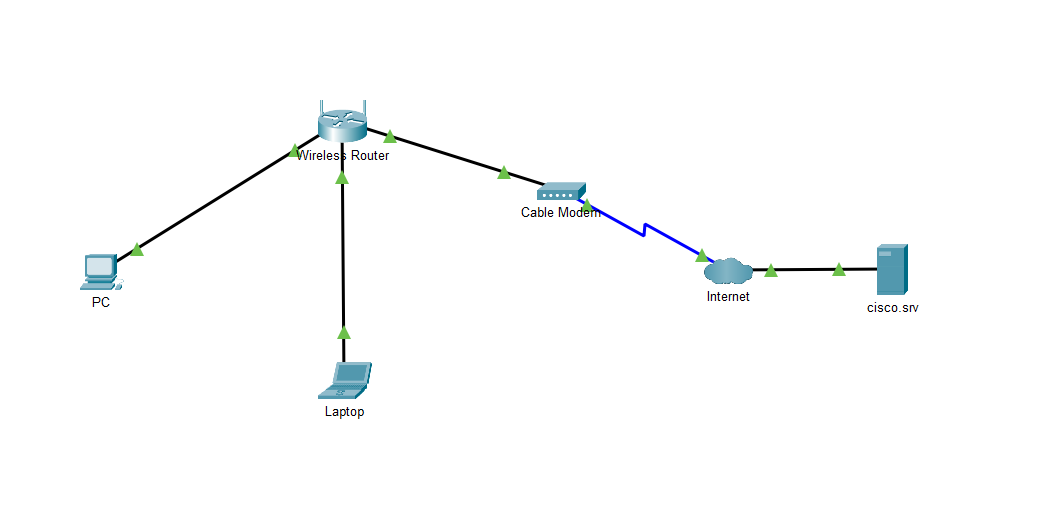 Wireless Router
Cable Modem
PC
Internet
cisco.srv
Laptop